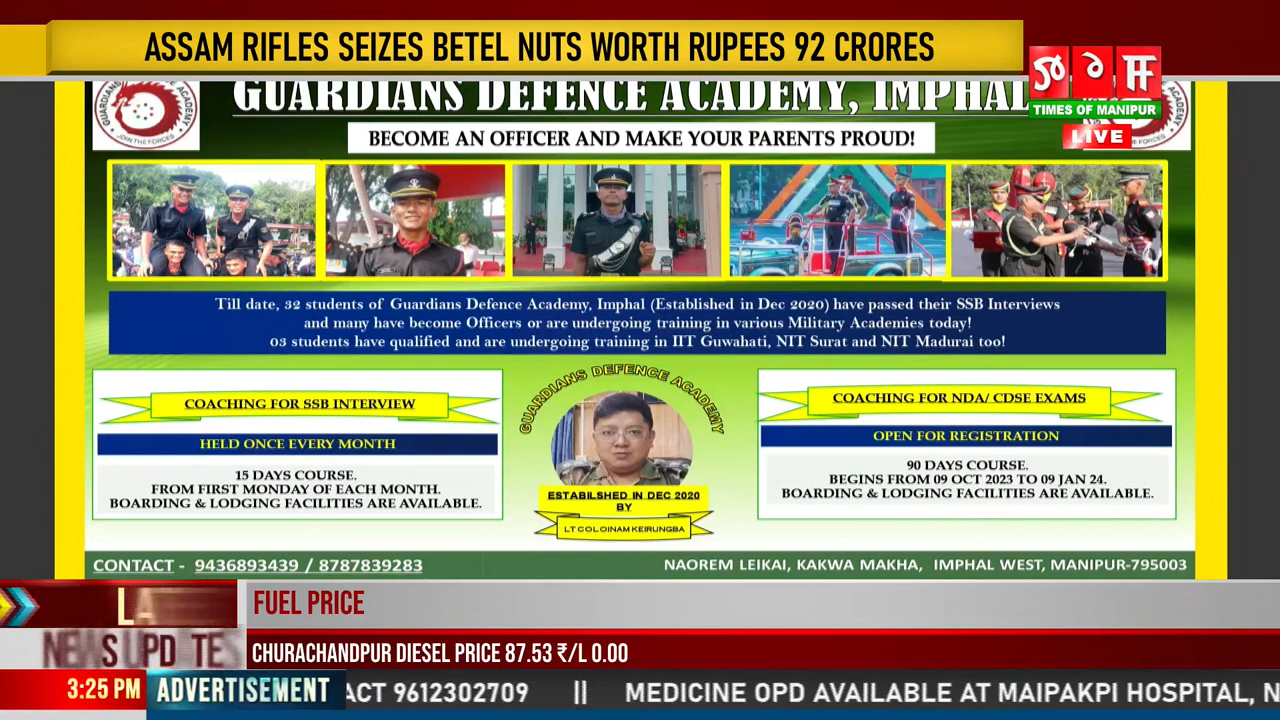 ASSAM RIFLES SEIZES BETEL NUTS WORTH RUPEES 92 CRORES
TIMES OF MANIPUR
LIVE
GUARDIANS DEFENCE ACADEMY, IMPHAL
BECOME AN OFFICER AND MAKE YOUR PARENTS PROUD!
Till date, 32 students of Guardians Defence Academy, Imphal (Established in Dec 2020) have passed their SSB Interviews
and many have become Officers or are undergoing training in various Military Academies today!
03 students have qualified and are undergoing training in IIT Guwahati, NIT Surat and NIT Madurai too!
COACHING FOR SSB INTERVIEW
HELD ONCE EVERY MONTH
15 DAYS COURSE.
FROM FIRST MONDAY OF EACH MONTH.
BOARDING & LODGING FACILITIES ARE AVAILABLE.
GUARDIANS DEFENCE ACADEMY
ESTABILSHED IN DEC 2020
BY
LT COL OINAM KEIRUNGBA
COACHING FOR NDA/ CDSE EXAMS
OPEN FOR REGISTRATION
90 DAYS COURSE.
BEGINS FROM 09 OCT 2023 TO 09 JAN 24.
BOARDING & LODGING FACILITIES ARE AVAILABLE.
CONTACT - 9436893439 / 8787839283
NAOREM LEIKAI, KAKWA MAKHA, IMPHAL WEST, MANIPUR-795003
FUEL PRICE
CHURACHANDPUR DIESEL PRICE 87.53 ₹/L 0.00
3:25 PM
ADVERTISEMENT
ACT 9612302709 || MEDICINE OPD AVAILABLE AT MAIPAKPI HOSPITAL, N